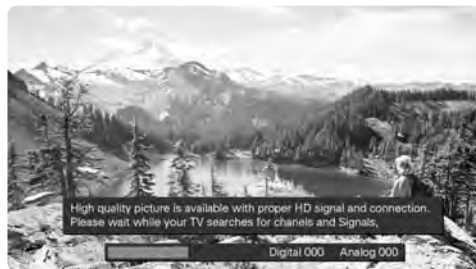 High quality picture is available with proper HD signal and connection.
Please wait while your TV searches for chanels and Signals,
Digital 000 Analog 000